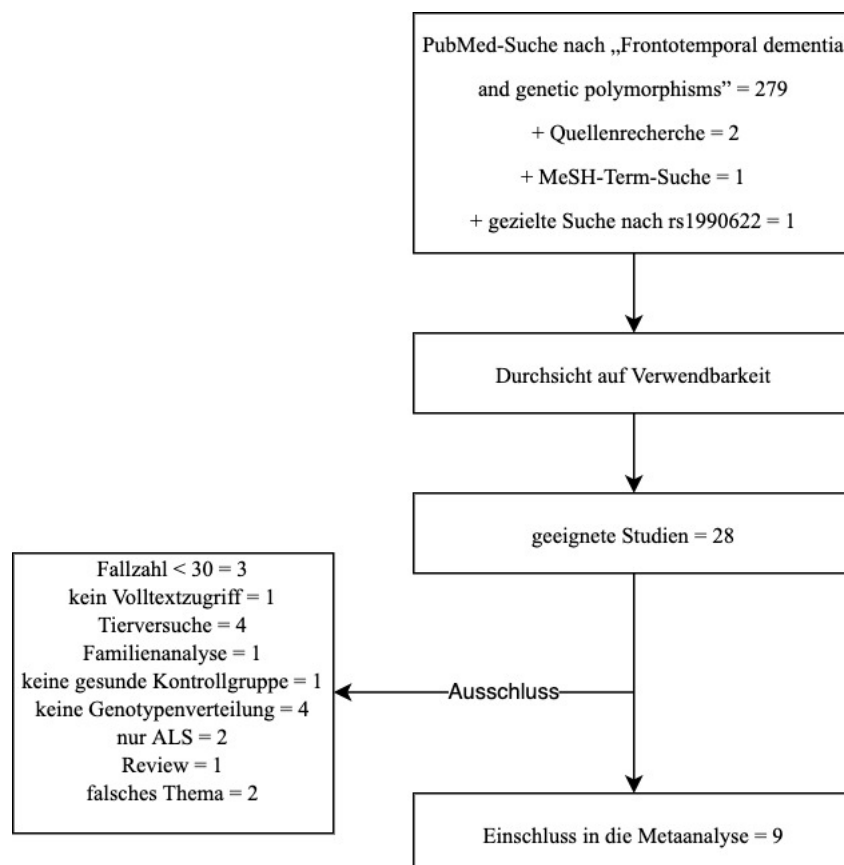 PubMed-Suche nach „Frontotemporal dementia
and genetic polymorphisms” = 279
+ Quellenrecherche = 2
+ MeSH-Term-Suche = 1
+ gezielte Suche nach rs1990622 = 1
Durchsicht auf Verwendbarkeit
geeignete Studien = 28
Fallzahl < 30 = 3
kein Volltextzugriff = 1
Tierversuche = 4
Familienanalyse = 1
keine gesunde Kontrollgruppe = 1
keine Genotypenverteilung = 4
nur ALS = 2
Review = 1
falsches Thema = 2
Ausschluss
Einschluss in die Metaanalyse = 9